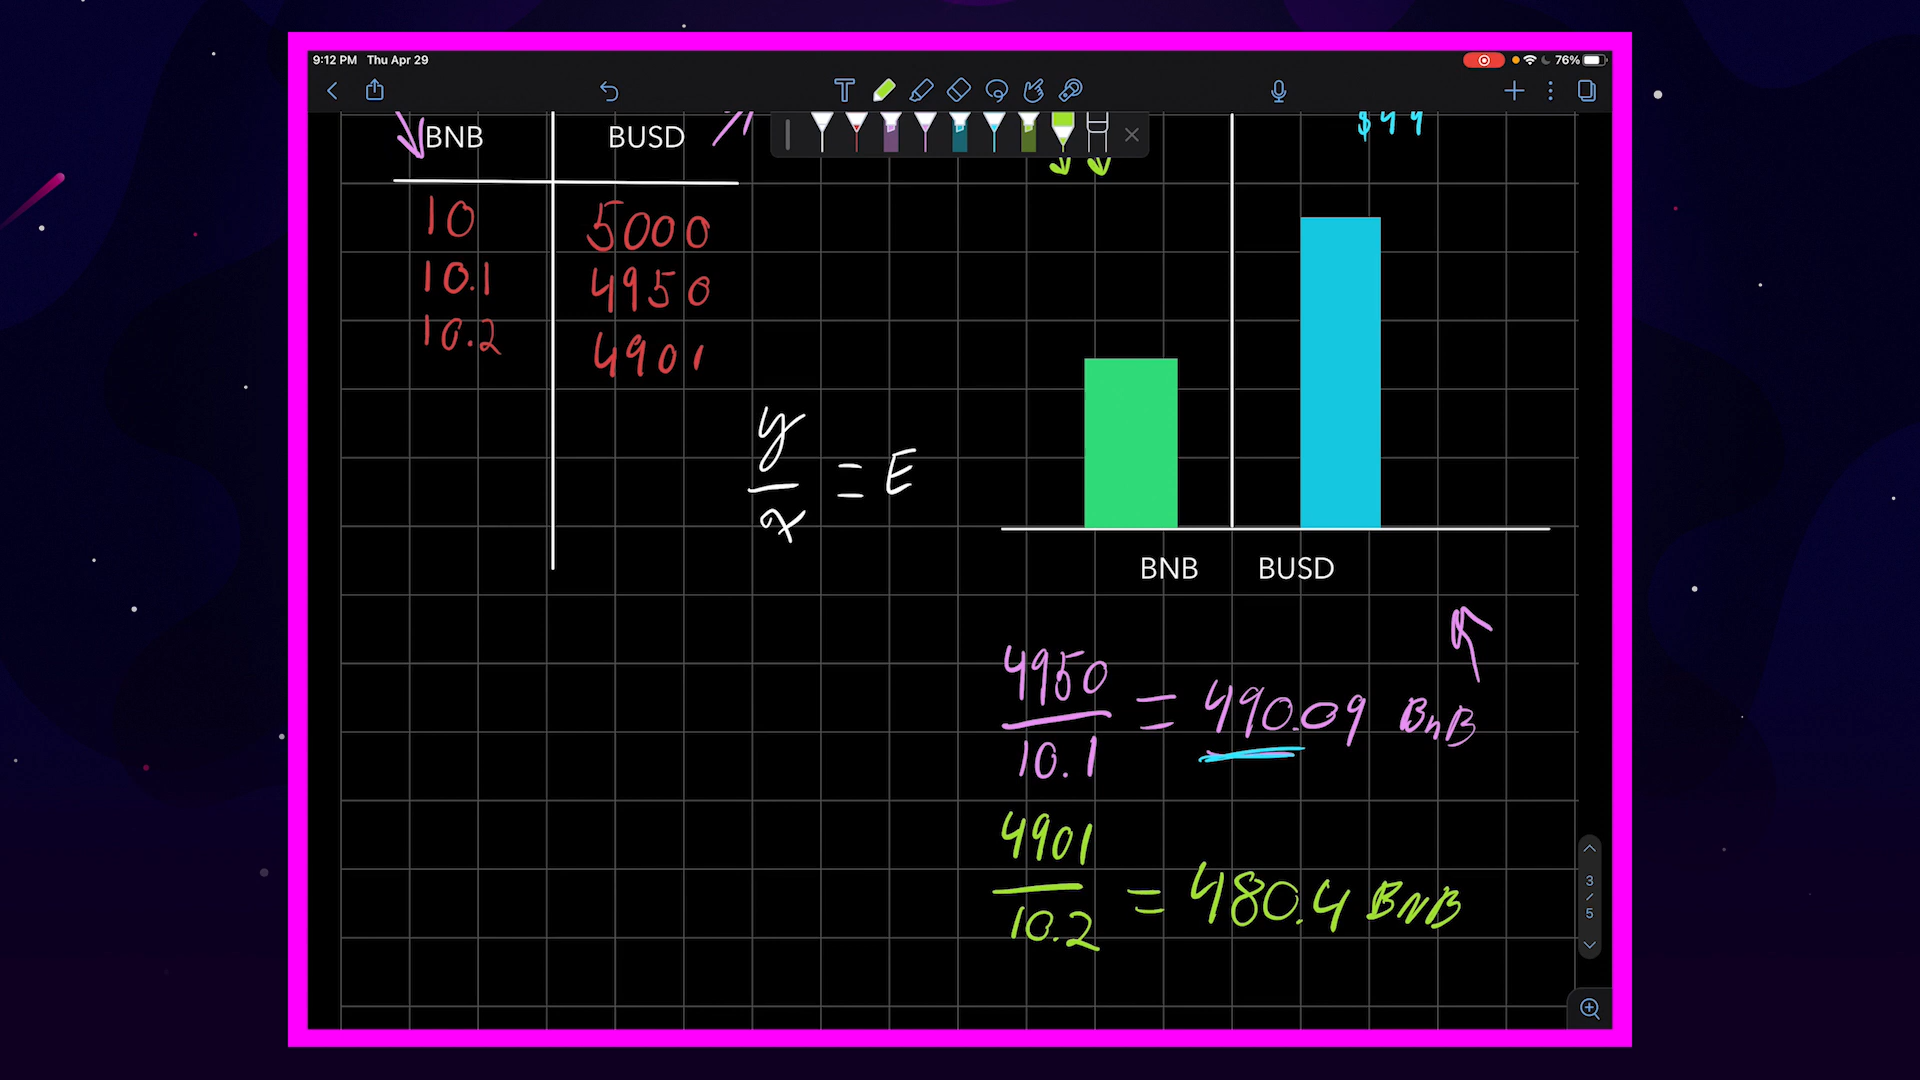 9:12 PM Thu Apr 29
76%
BNB BUSD
10 5000
10.1 4950
10.2 4901
y
x
= E
BNB BUSD
4950
10.1
= 490.09 BnB
4901
10.2
= 480.4 BNB
3
/
5